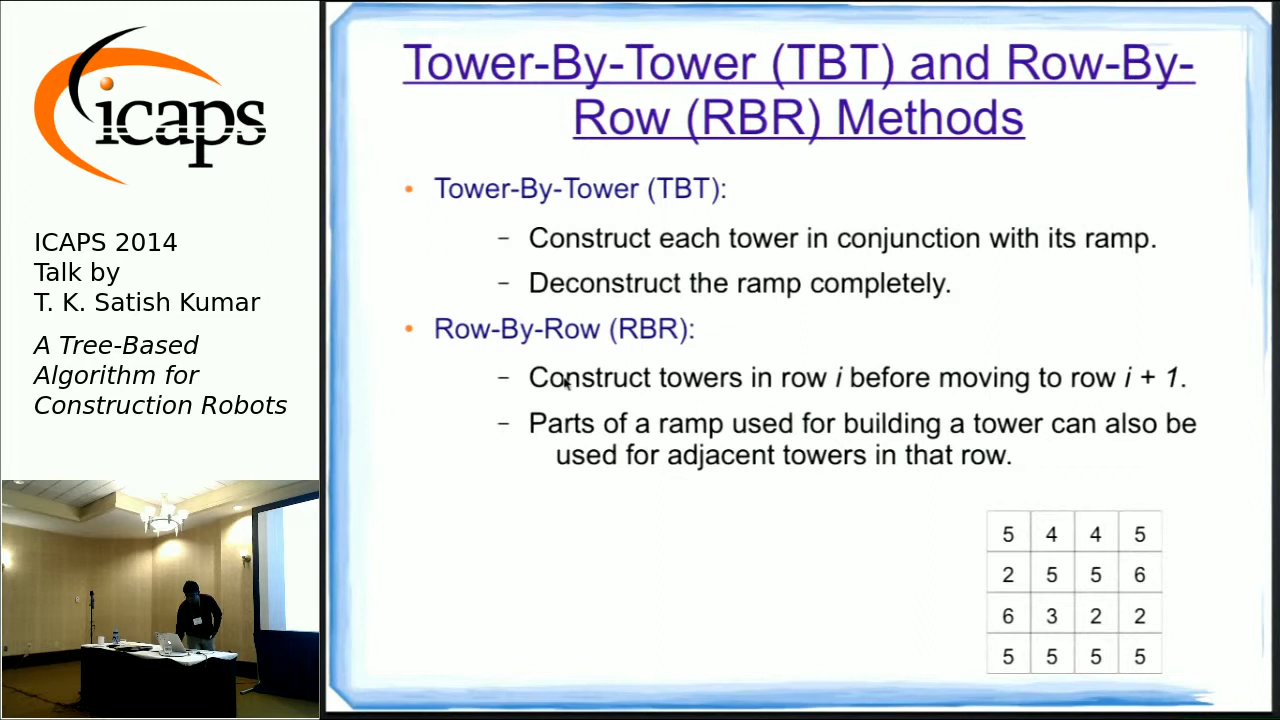 icaps
ICAPS 2014
Talk by
T. K. Satish Kumar
A Tree-Based
Algorithm for
Construction Robots
Tower-By-Tower (TBT) and Row-By-
Row (RBR) Methods
• Tower-By-Tower (TBT):
– Construct each tower in conjunction with its ramp.
– Deconstruct the ramp completely.
• Row-By-Row (RBR):
– Construct towers in row i before moving to row i + 1.
– Parts of a ramp used for building a tower can also be
used for adjacent towers in that row.
5 4 4 5
2 5 5 6
6 3 2 2
5 5 5 5